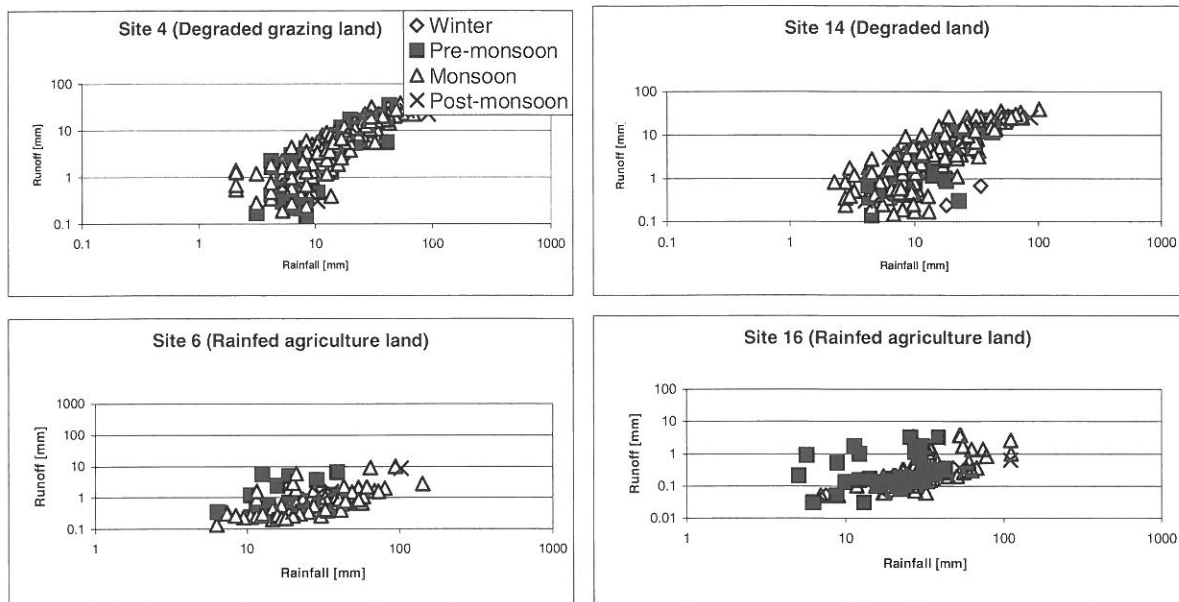 Site 4 (Degraded grazing land)
Winter
Pre-monsoon
Monsoon
Post-monsoon
Runoff [mm]
100
10
1
0.1
0.1
1
10
100
1000
Rainfall [mm]
Site 14 (Degraded land)
Runoff [mm]
100
10
1
0.1
0.1
1
10
100
1000
Rainfall [mm]
Site 6 (Rainfed agriculture land)
Runoff [mm]
1000
100
10
1
0.1
1
10
100
1000
Rainfall [mm]
Site 16 (Rainfed agriculture land)
Runoff [mm]
100
10
1
0.1
0.01
1
10
100
1000
Rainfall [mm]